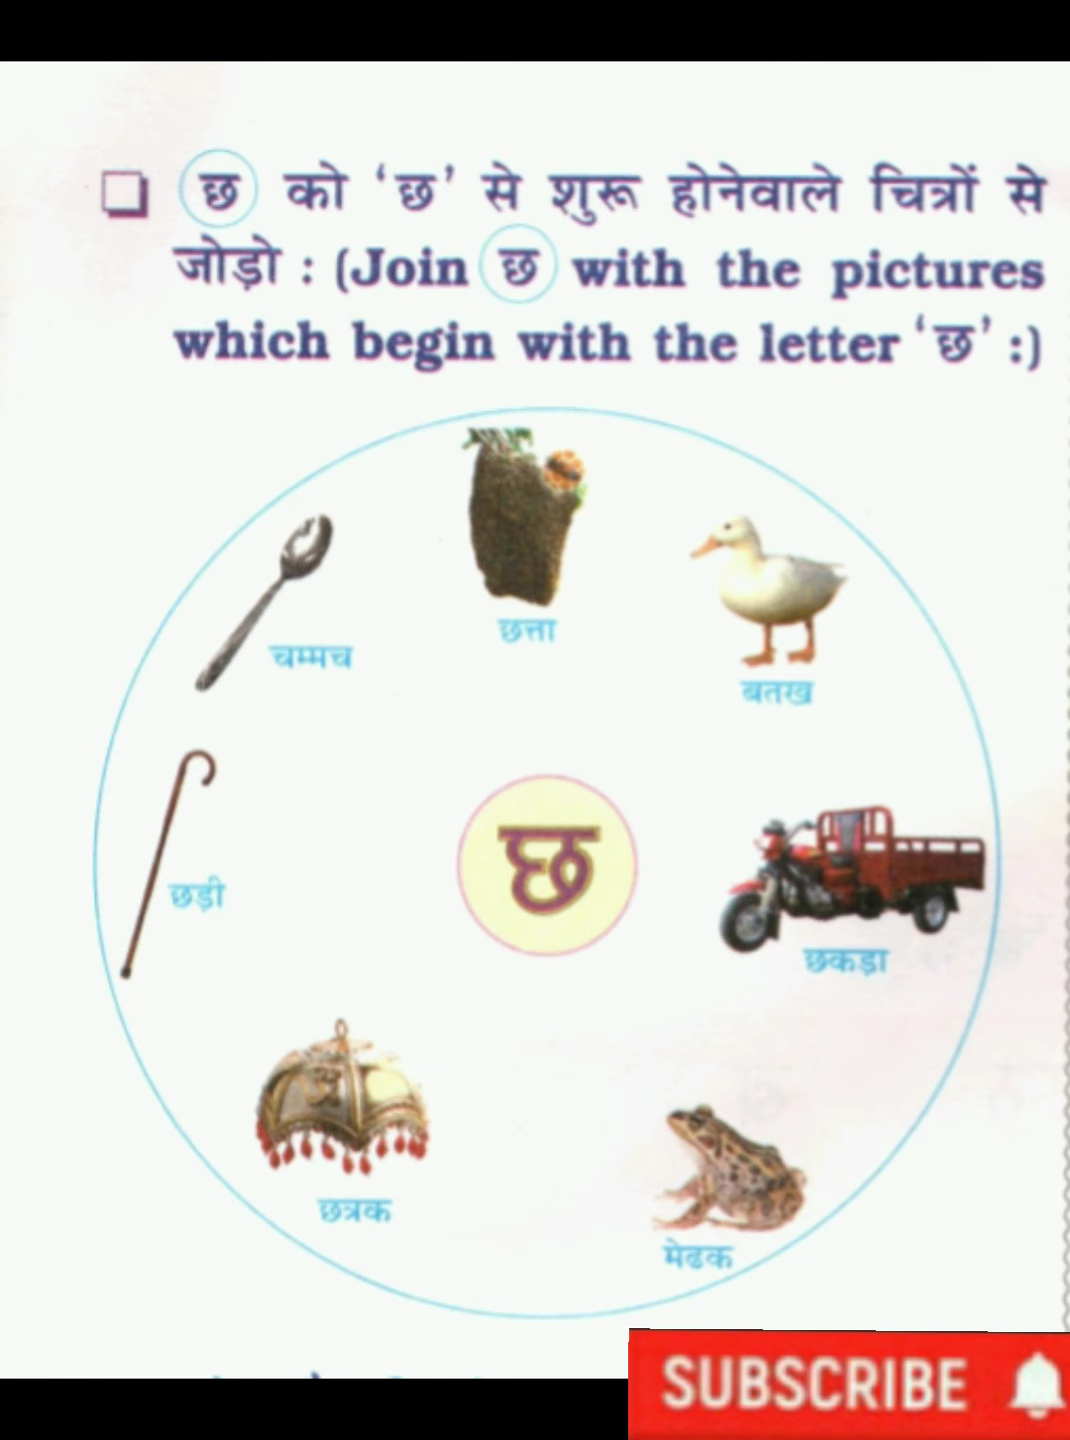 छ को ‘छ’ से शुरू होनेवाले चित्रों से
जोड़ो : (Join छ with the pictures
which begin with the letter ‘छ’ :)
छत्ता
चम्मच
बतख
छ
छड़ी
छकड़ा
छत्रक
मेढक
SUBSCRIBE